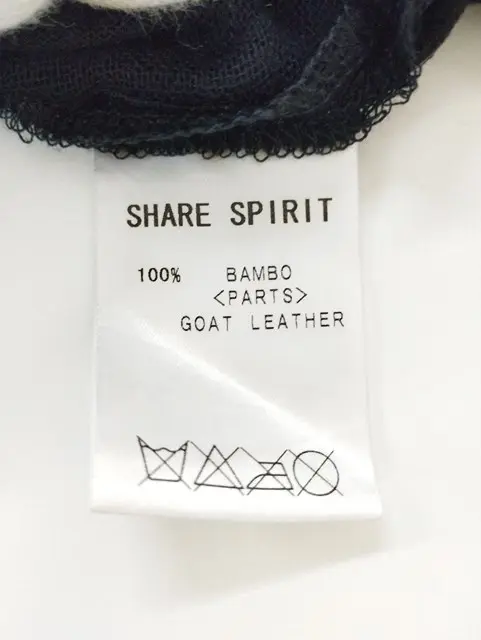 SHARE SPIRIT
100% BAMBO
<PARTS>
GOAT LEATHER